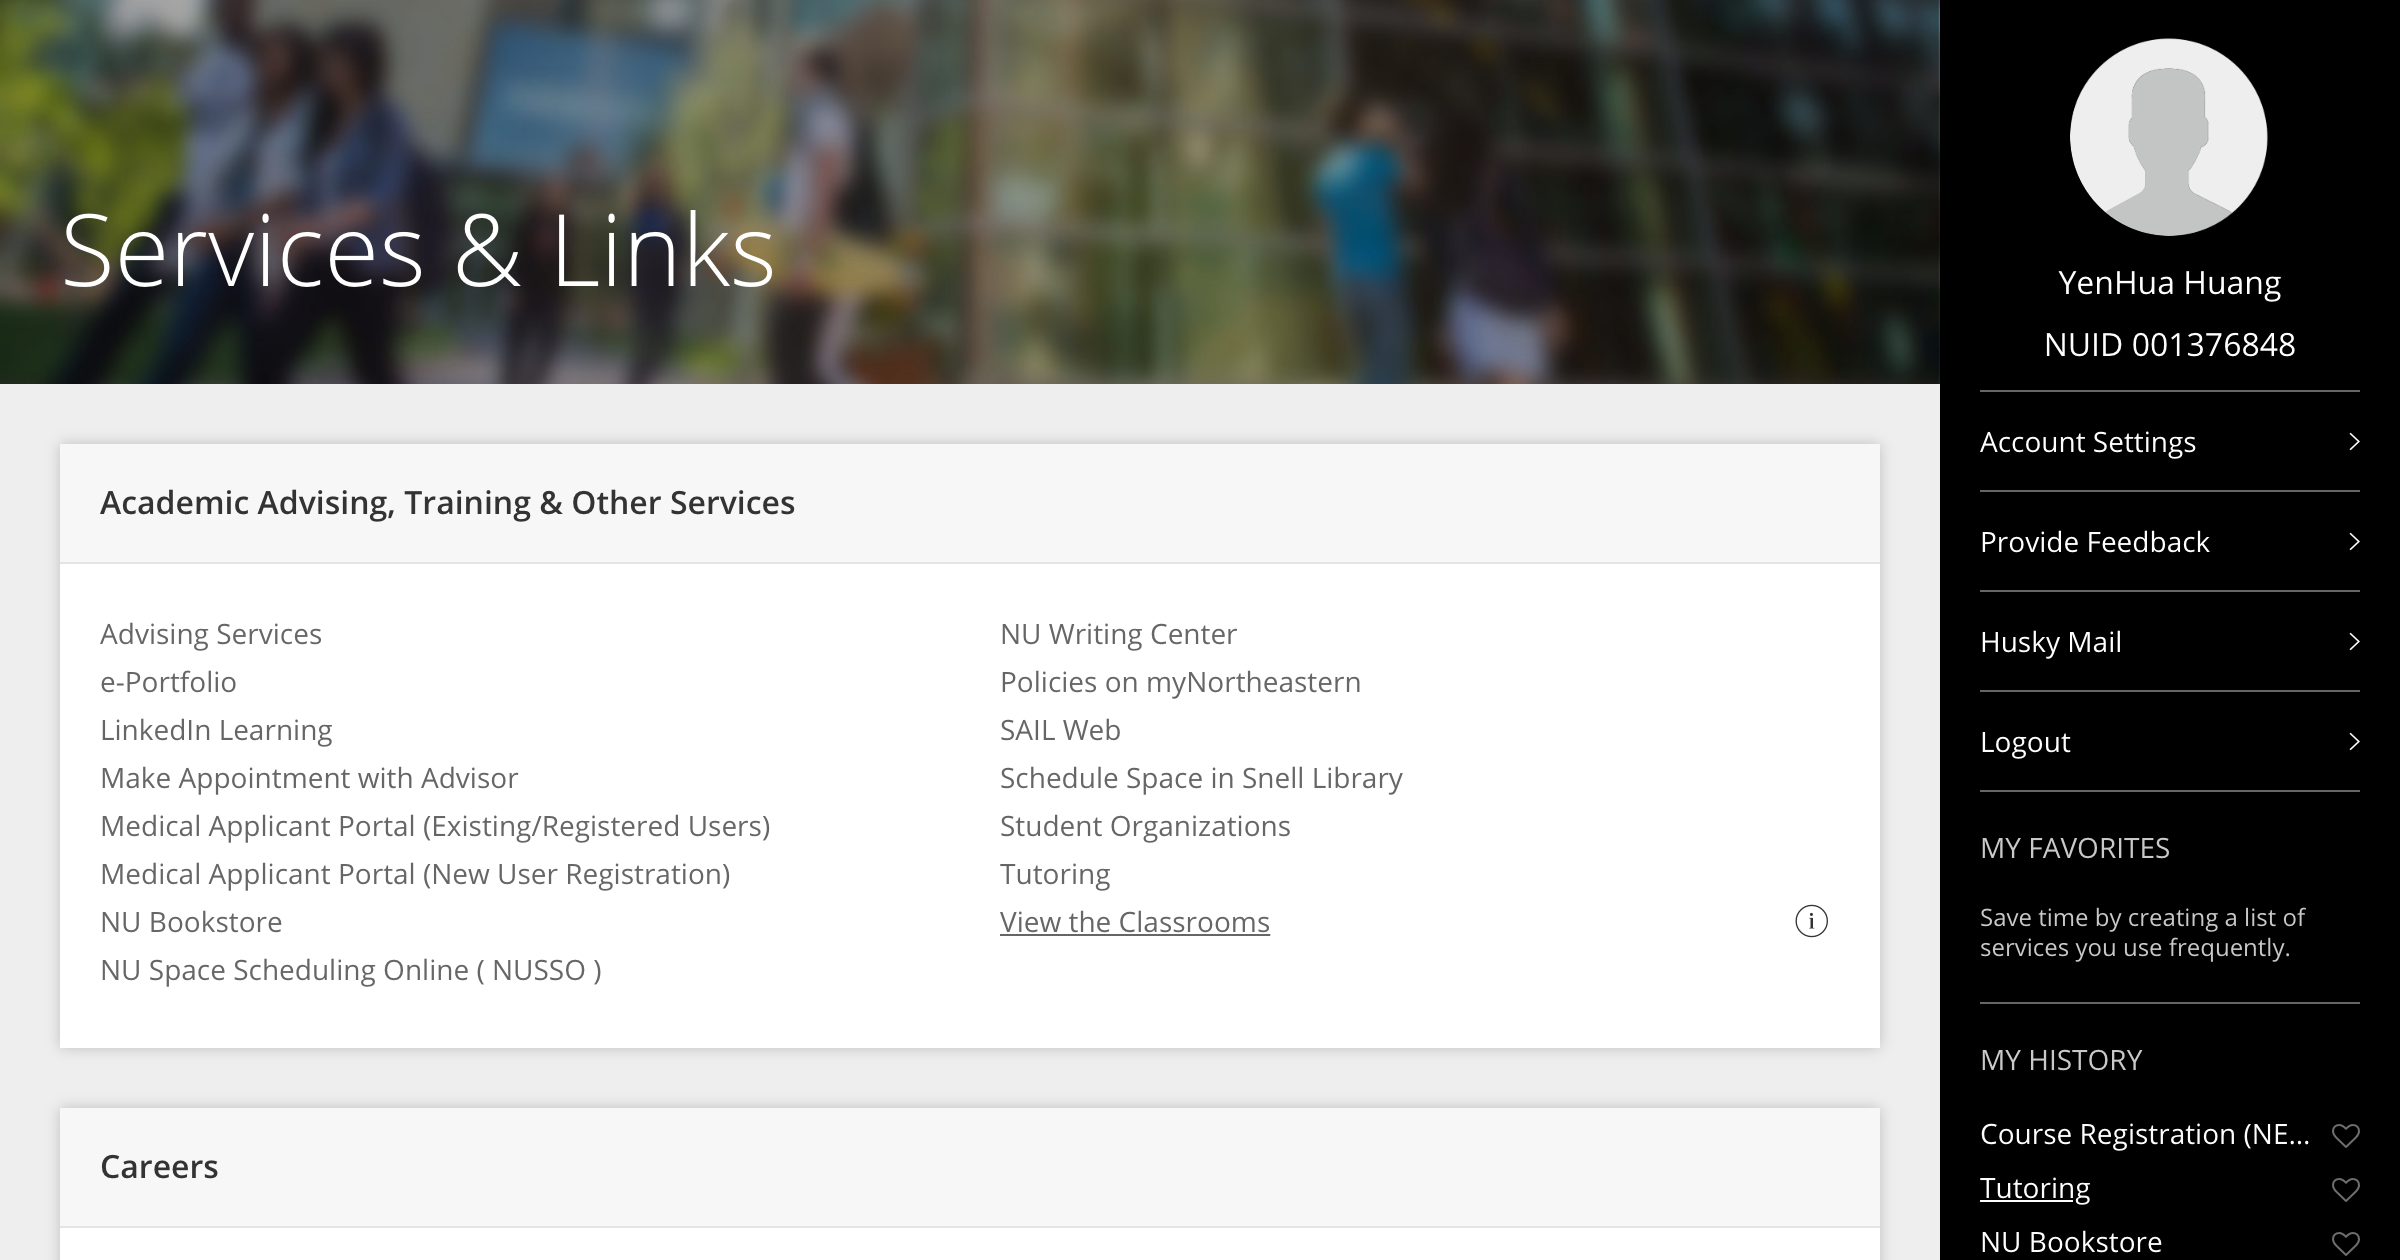 Services & Links
Academic Advising, Training & Other Services
Advising Services
e-Portfolio
LinkedIn Learning
Make Appointment with Advisor
Medical Applicant Portal (Existing/Registered Users)
Medical Applicant Portal (New User Registration)
NU Bookstore
NU Space Scheduling Online ( NUSSO )
NU Writing Center
Policies on myNortheastern
SAIL Web
Schedule Space in Snell Library
Student Organizations
Tutoring
View the Classrooms
i
Careers
YenHua Huang
NUID 001376848
Account Settings
Provide Feedback
Husky Mail
Logout
MY FAVORITES
Save time by creating a list of
services you use frequently.
MY HISTORY
Course Registration (NE...
Tutoring
NU Bookstore